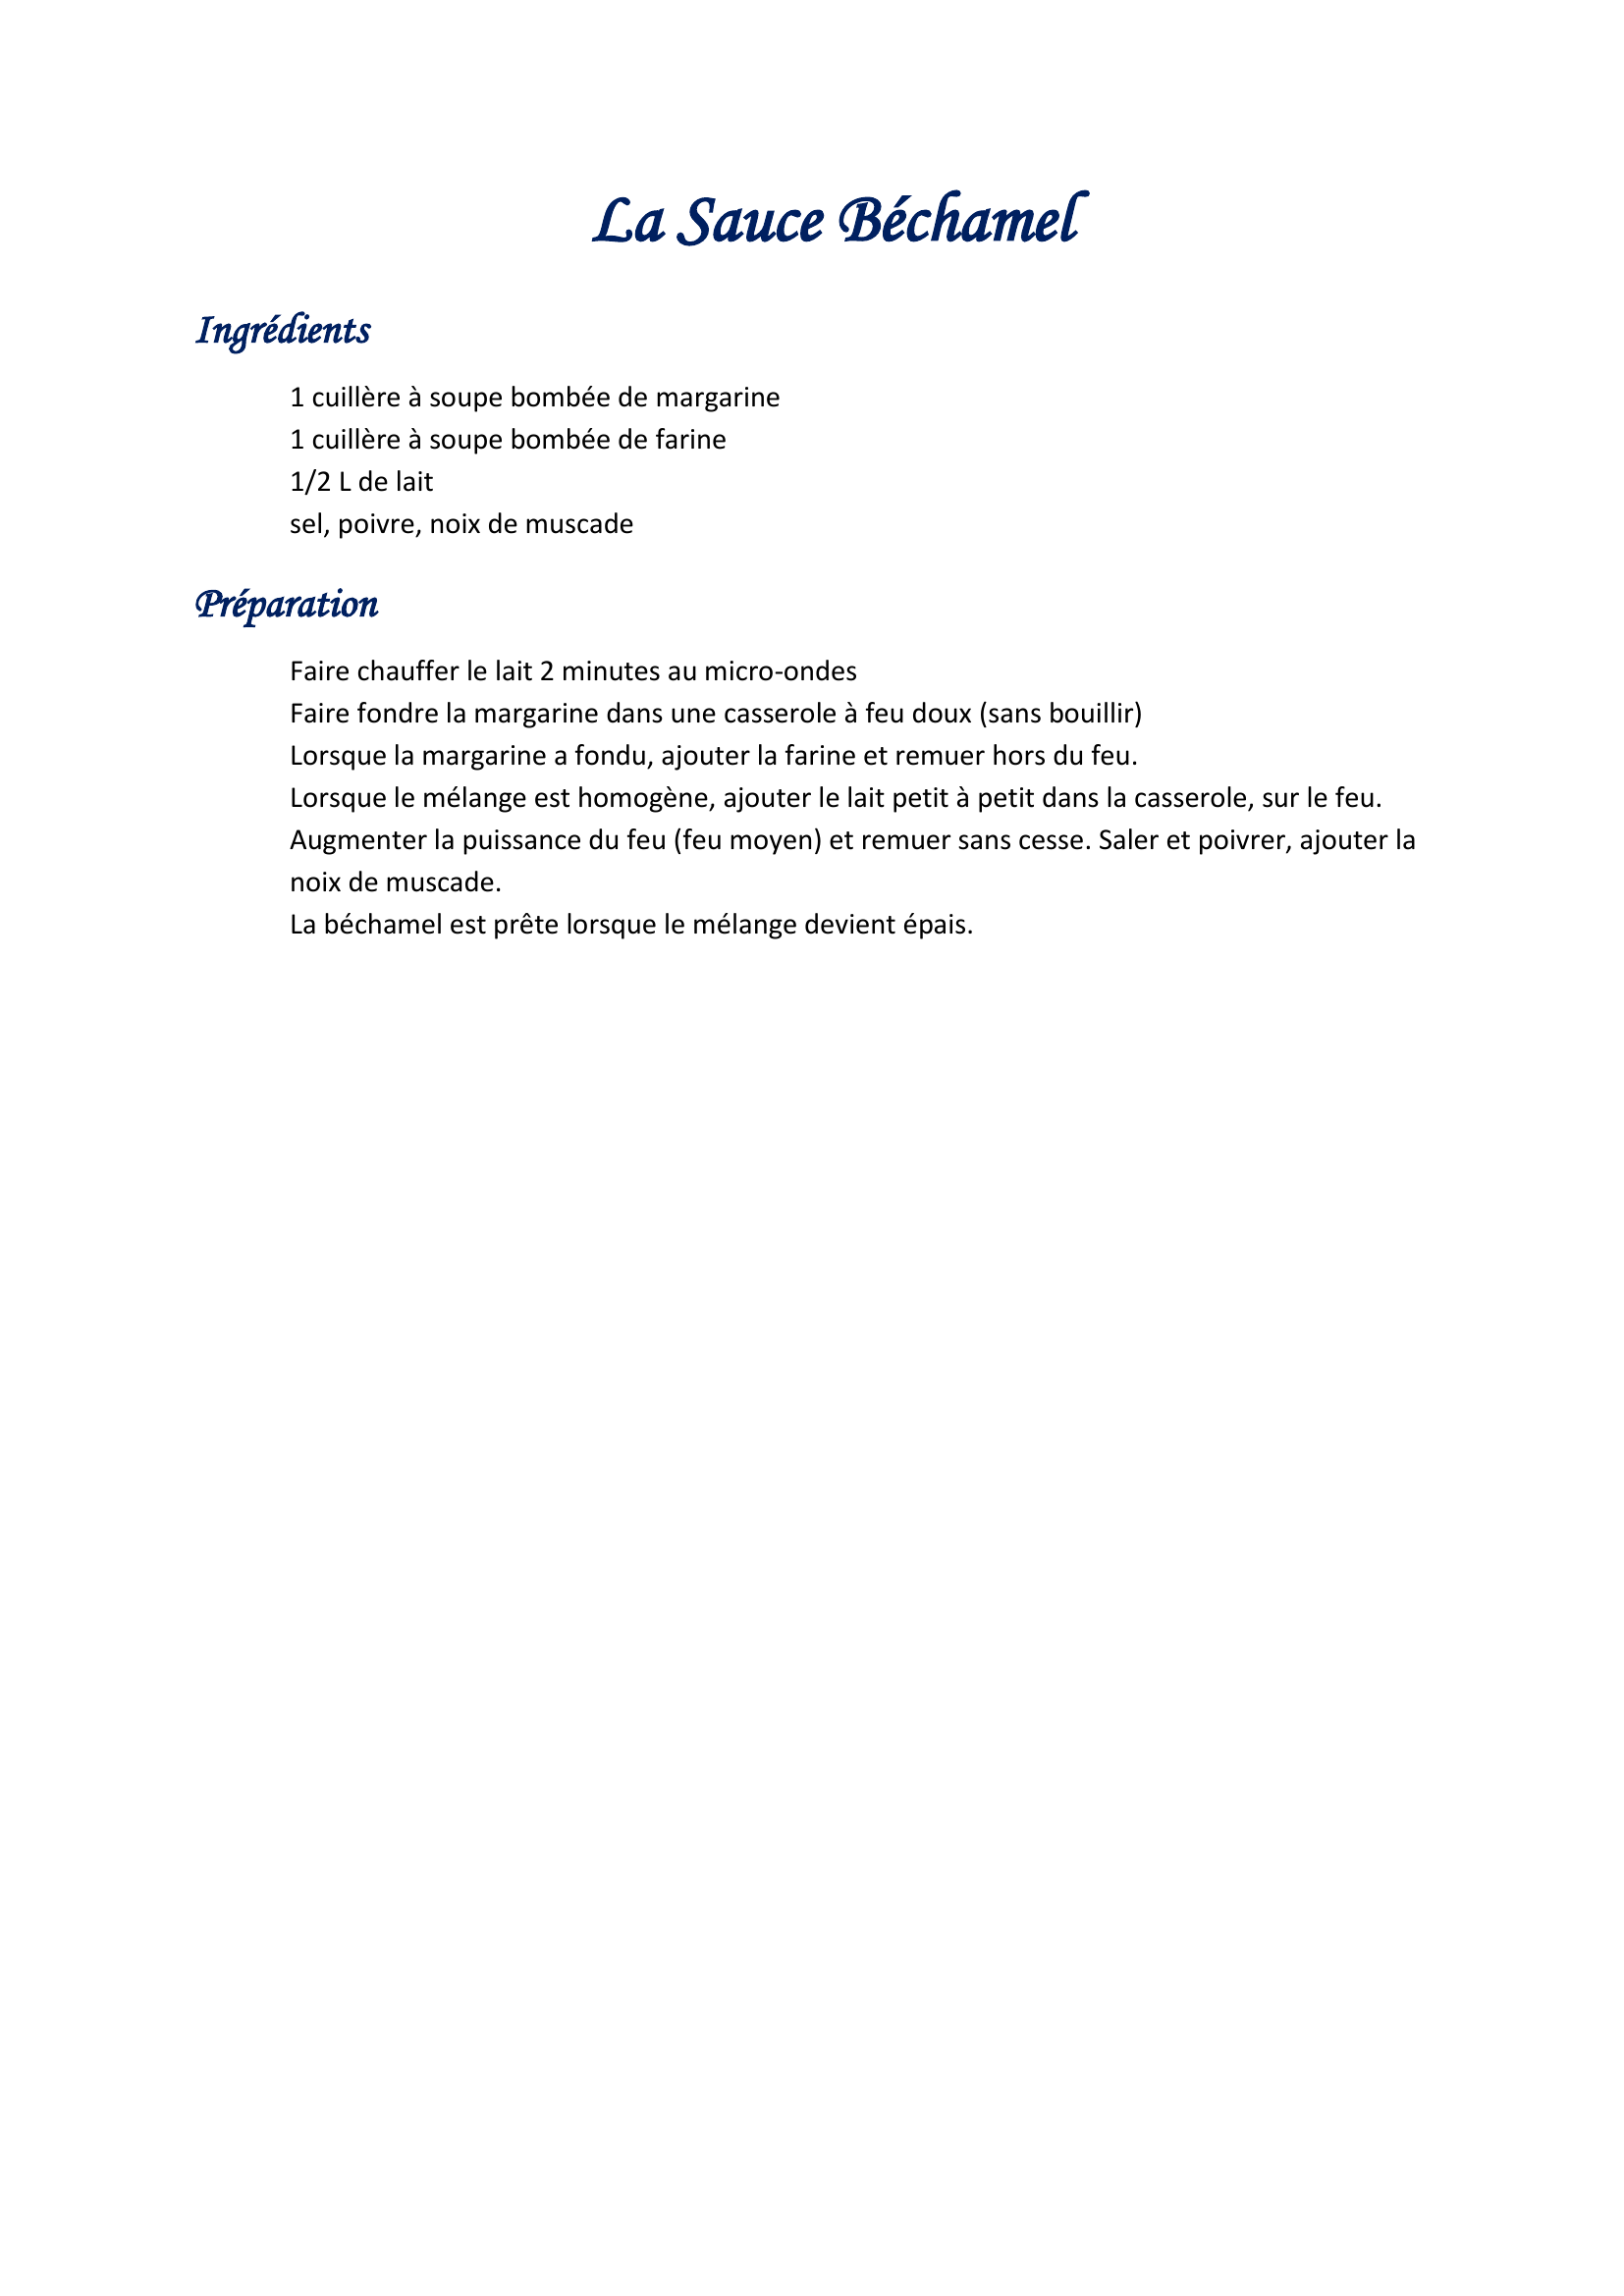 La Sauce Béchamel
Ingrédients
1 cuillère à soupe bombée de margarine
1 cuillère à soupe bombée de farine
1/2 L de lait
sel, poivre, noix de muscade
Préparation
Faire chauffer le lait 2 minutes au micro-ondes
Faire fondre la margarine dans une casserole à feu doux (sans bouillir)
Lorsque la margarine a fondu, ajouter la farine et remuer hors du feu.
Lorsque le mélange est homogène, ajouter le lait petit à petit dans la casserole, sur le feu.
Augmenter la puissance du feu (feu moyen) et remuer sans cesse. Saler et poivrer, ajouter la
noix de muscade.
La béchamel est prête lorsque le mélange devient épais.